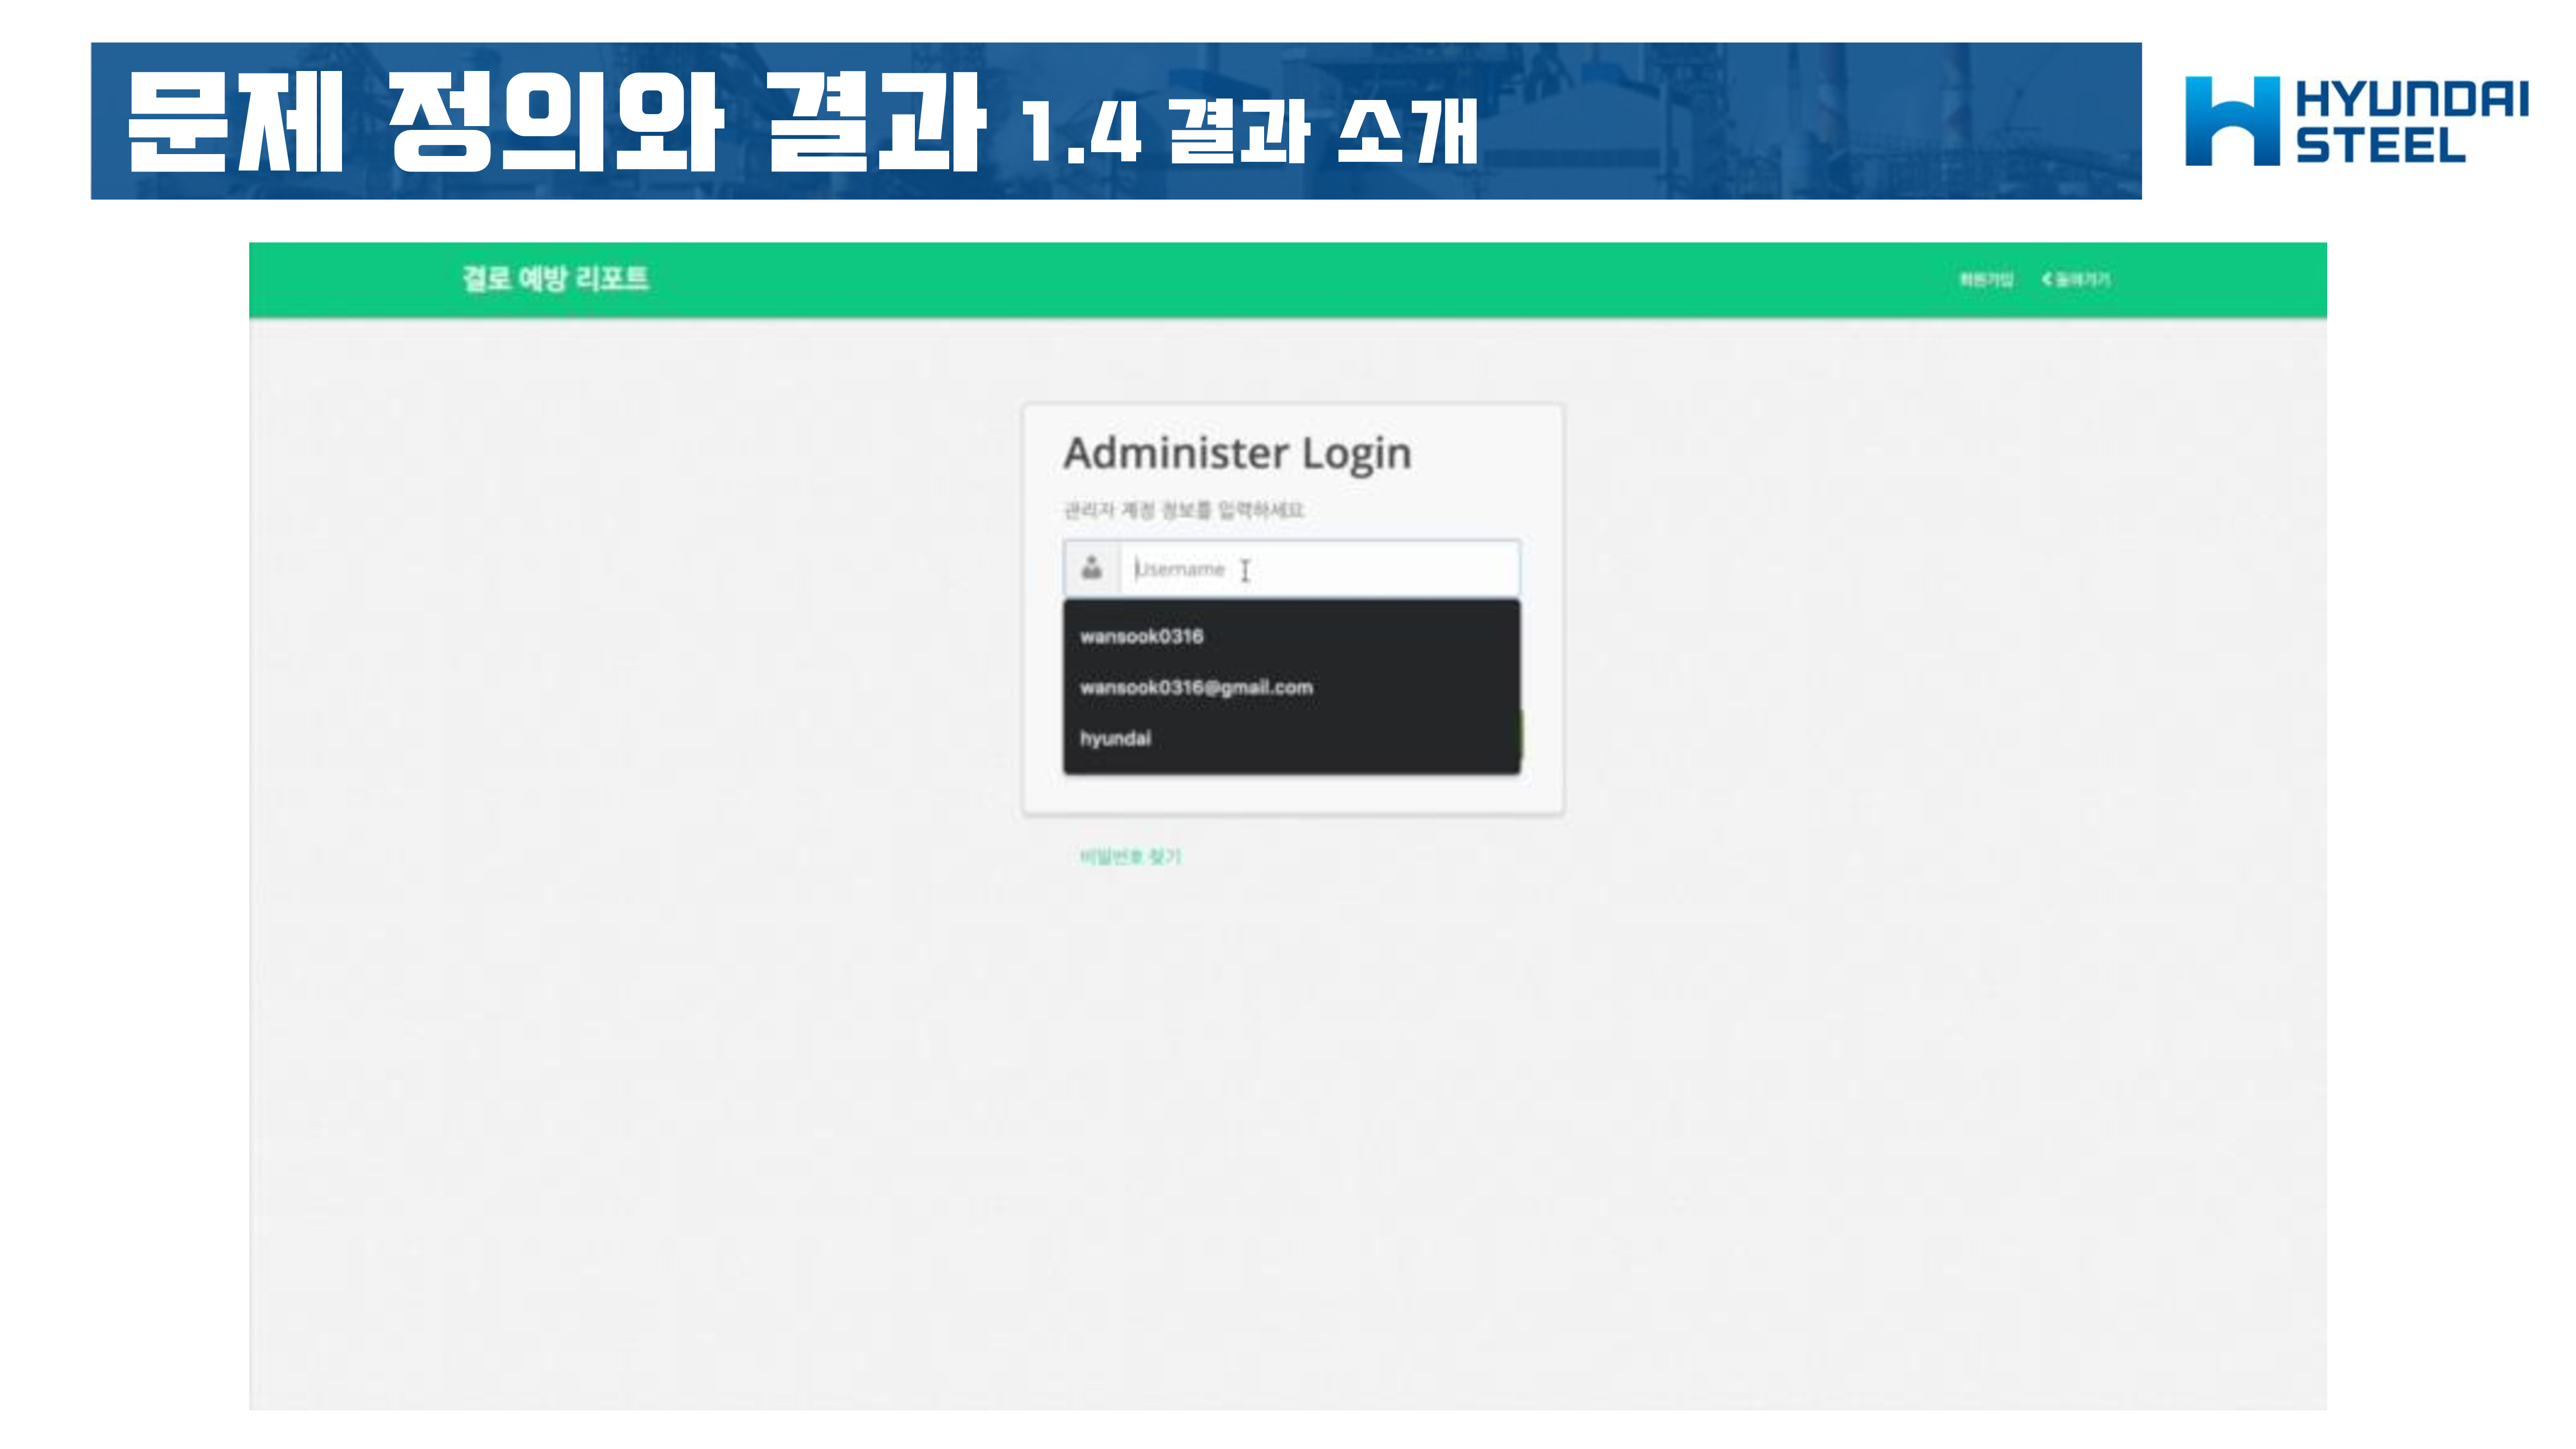 문제 정의와 결과 1.4 결과 소개
HYUNDAI
STEEL
결로 예방 리포트
회원가입
돌아가기
Administer Login
관리자 계정 정보를 입력하세요
Username
wansook0316
wansook0316@gmail.com
hyundai
비밀번호 찾기